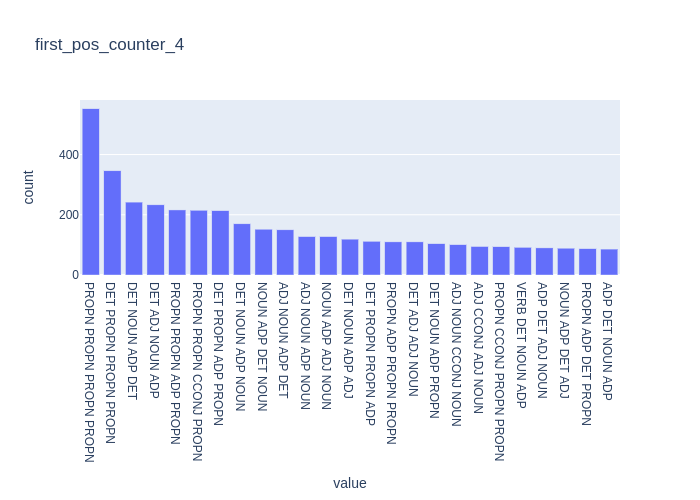 first_pos_counter_4
count
400
200
0
PROPN PROPN PROPN PROPN
DET PROPN PROPN PROPN
DET NOUN ADP DET
DET ADJ NOUN ADP
PROPN PROPN ADP PROPN
PROPN PROPN CCONJ PROPN
DET PROPN ADP PROPN
DET NOUN ADP NOUN
NOUN ADP DET NOUN
ADJ NOUN ADP DET
ADJ NOUN ADP NOUN
NOUN ADP ADJ NOUN
DET NOUN ADP ADJ
DET PROPN PROPN ADP
PROPN ADP PROPN PROPN
DET ADJ ADJ NOUN
DET NOUN ADP PROPN
ADJ NOUN CCONJ NOUN
ADJ CCONJ ADJ NOUN
PROPN CCONJ PROPN PROPN
VERB DET NOUN ADP
ADP DET ADJ NOUN
NOUN ADP DET ADJ
PROPN ADP DET PROPN
ADP DET NOUN ADP
value